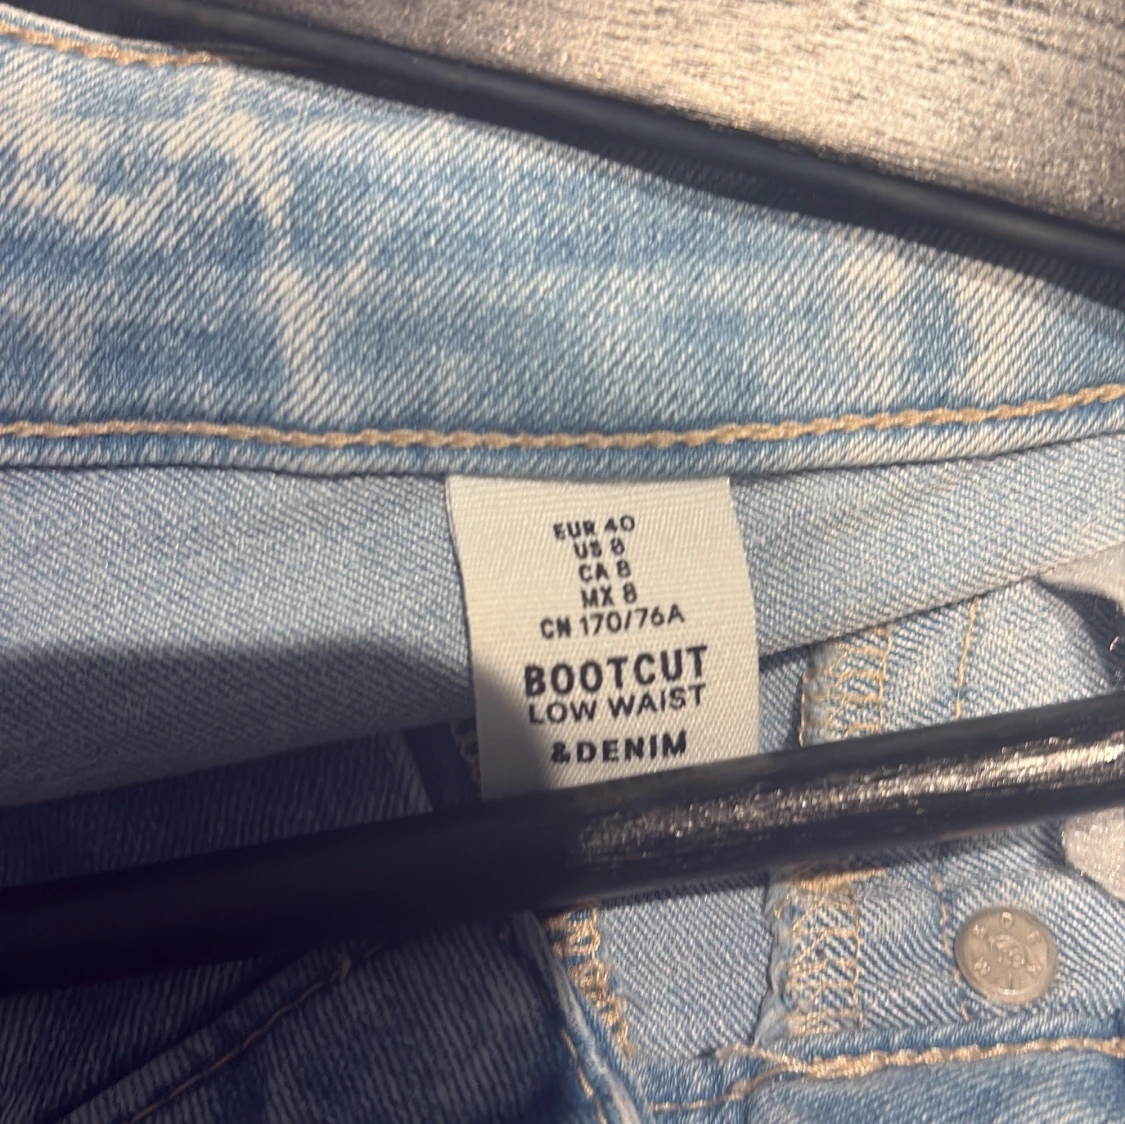 EUR 40
US 8
CA 8
MX 8
CN 170/76A
BOOTCUT
LOW WAIST
&DENIM